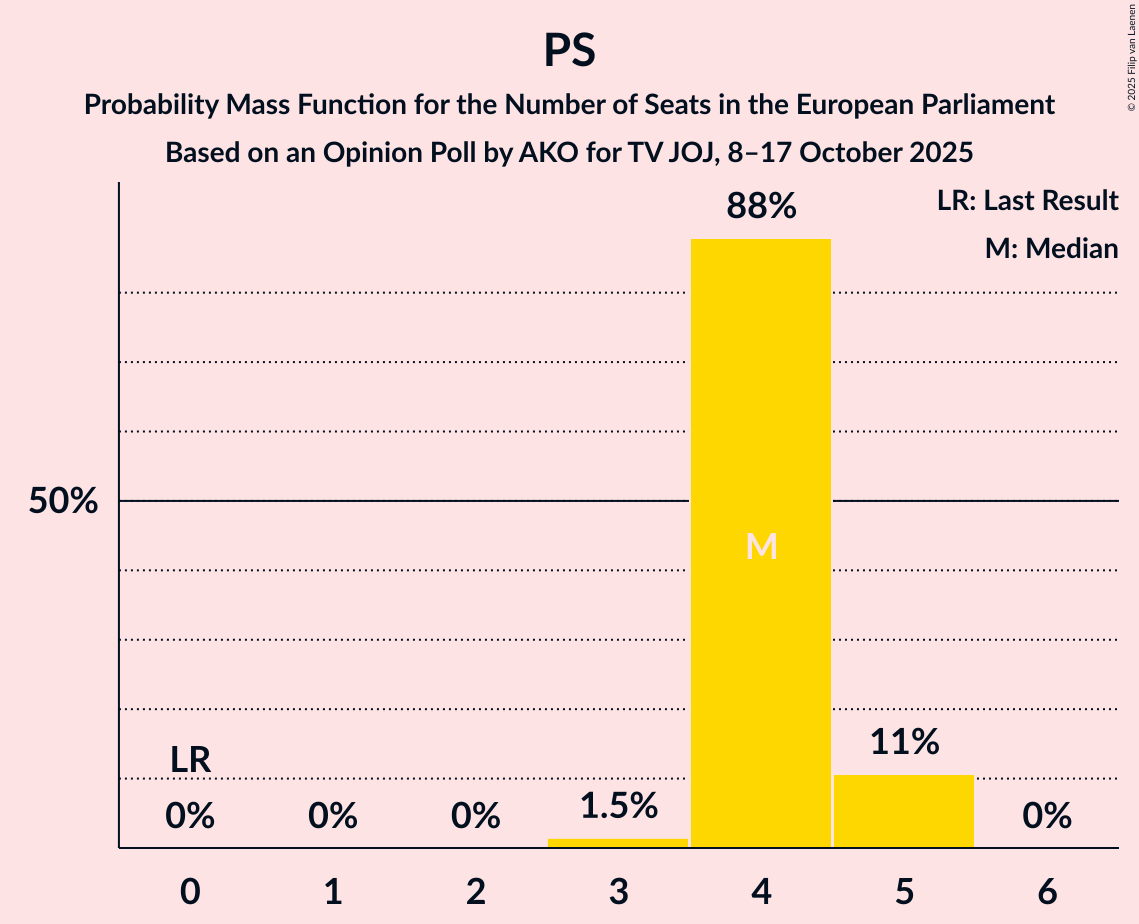 PS
Probability Mass Function for the Number of Seats in the European Parliament
Based on an Opinion Poll by AKO for TV JOJ, 8–17 October 2025
© 2025 Filip van Laenen
LR: Last Result
M: Median
88%
50%
M
LR
0%
0%
0%
1.5%
11%
0%
0
1
2
3
4
5
6